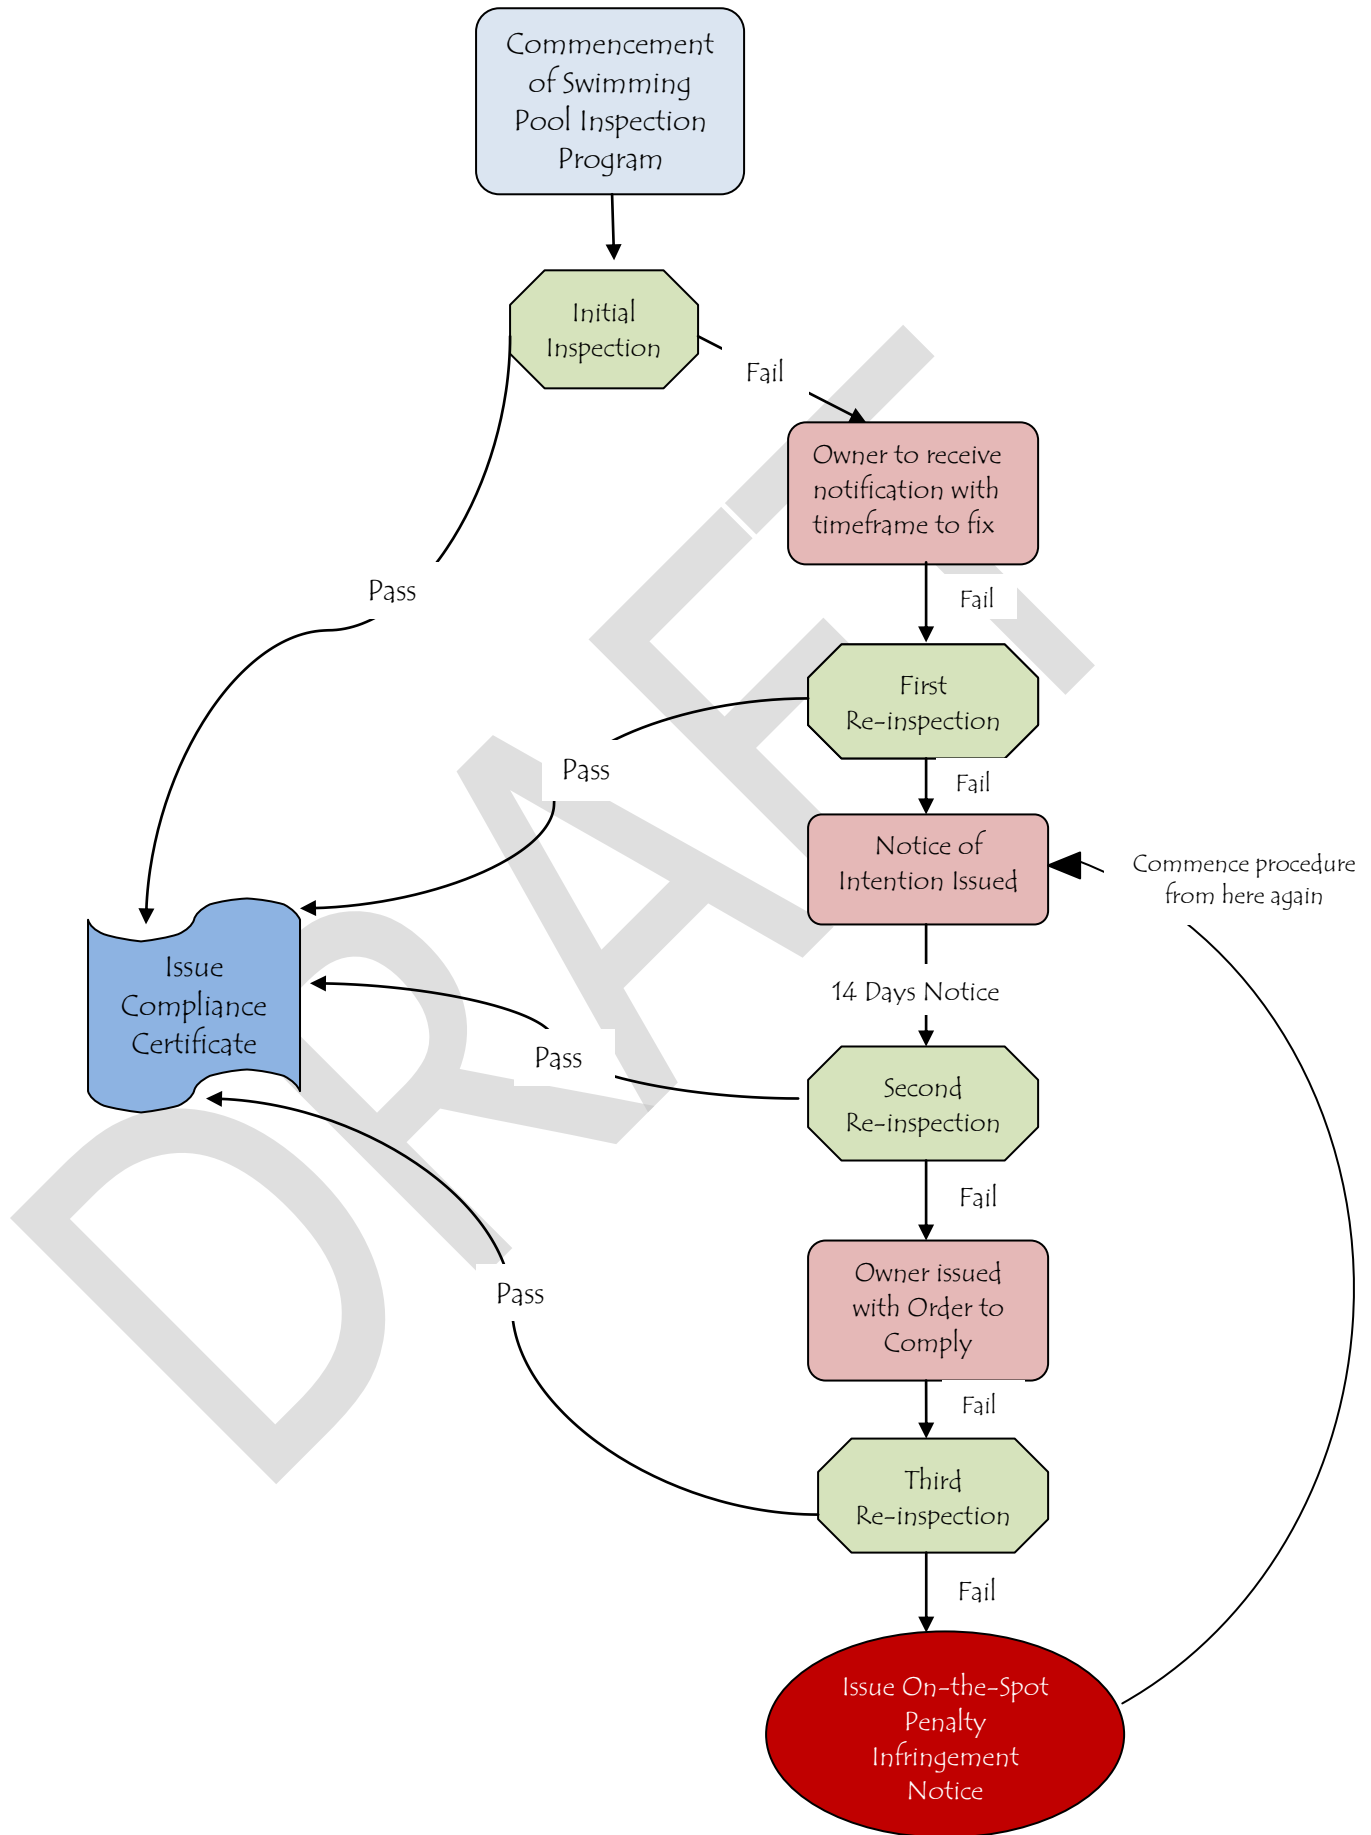 Commencement
of Swimming
Pool Inspection
Program
Initial
Inspection
Fail
Owner to receive
notification with
timeframe to fix
Pass
Fail
First
Re-inspection
Pass
Fail
Notice of
Intention Issued
Commence procedure
from here again
Issue
Compliance
Certificate
14 Days Notice
Pass
Second
Re-inspection
Fail
Owner issued
with Order to
Comply
Pass
Fail
Third
Re-inspection
Fail
Issue On-the-Spot
Penalty
Infringement
Notice
DRAFT